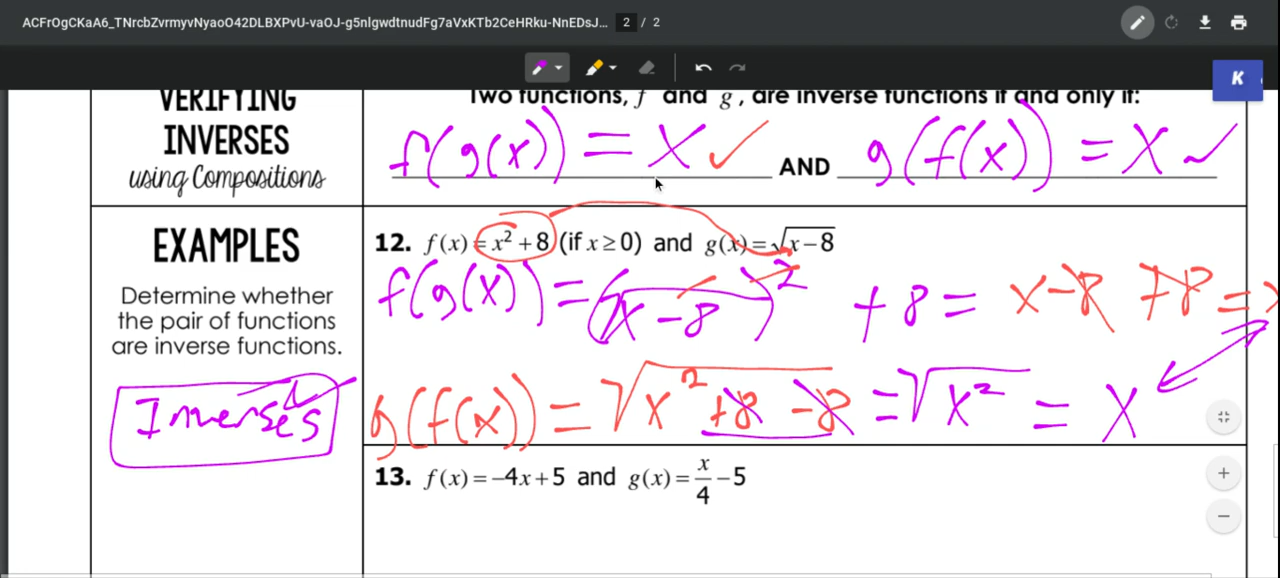 ACFrOgCKaA6_TNrcbZvrmyvNyaoO42DLBXPvU-vaOJ-g5nlgwdtnudFg7aVxKTb2CeHRku-NnEDsJ... 2 / 2
K
VERIFYING
INVERSES
using Compositions
Two functions, f and g, are inverse functions if and only if:
f(g(x)) = x ✓ AND g(f(x)) = x ✓
EXAMPLES
Determine whether
the pair of functions
are inverse functions.
Inverses
12. f(x) = x² + 8 (if x ≥ 0) and g(x) = √(x − 8)
f(g(x)) = (√(x − 8))² + 8 = x − 8 + 8 = x
g(f(x)) = √(x² + 8 − 8) = √(x²) = x
13. f(x) = −4x + 5 and g(x) = x/4 − 5